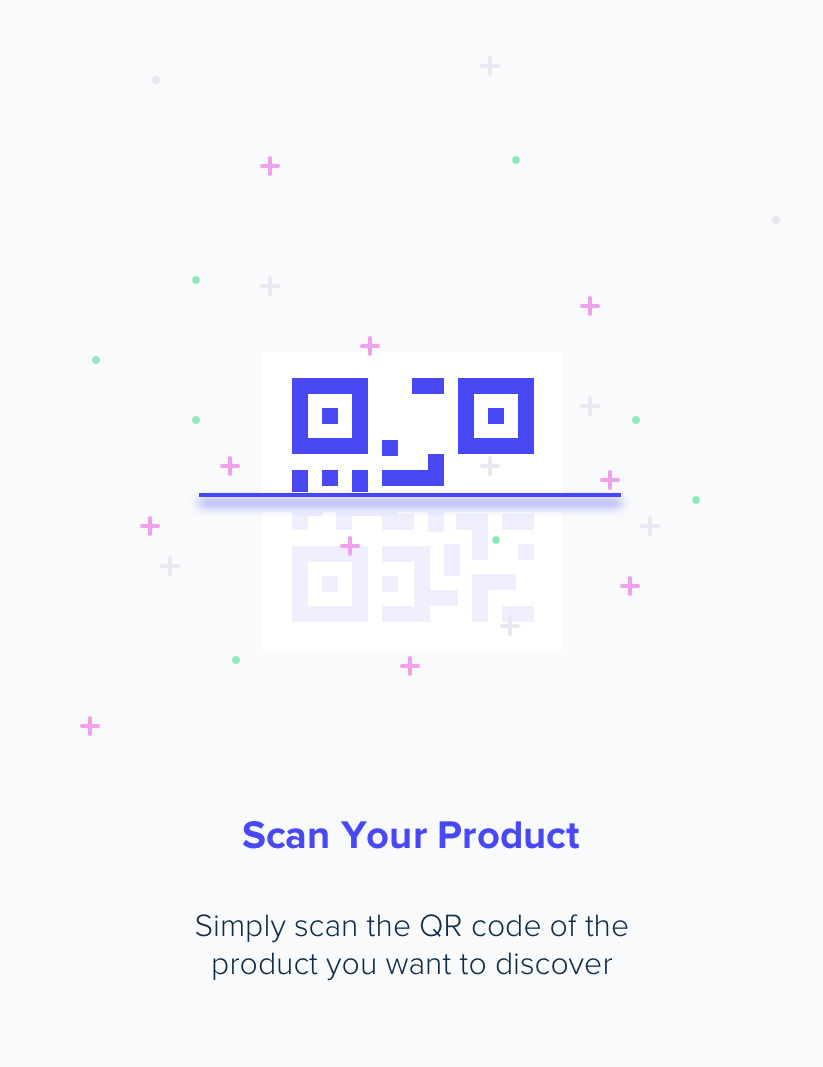 Scan Your Product
Simply scan the QR code of the
product you want to discover